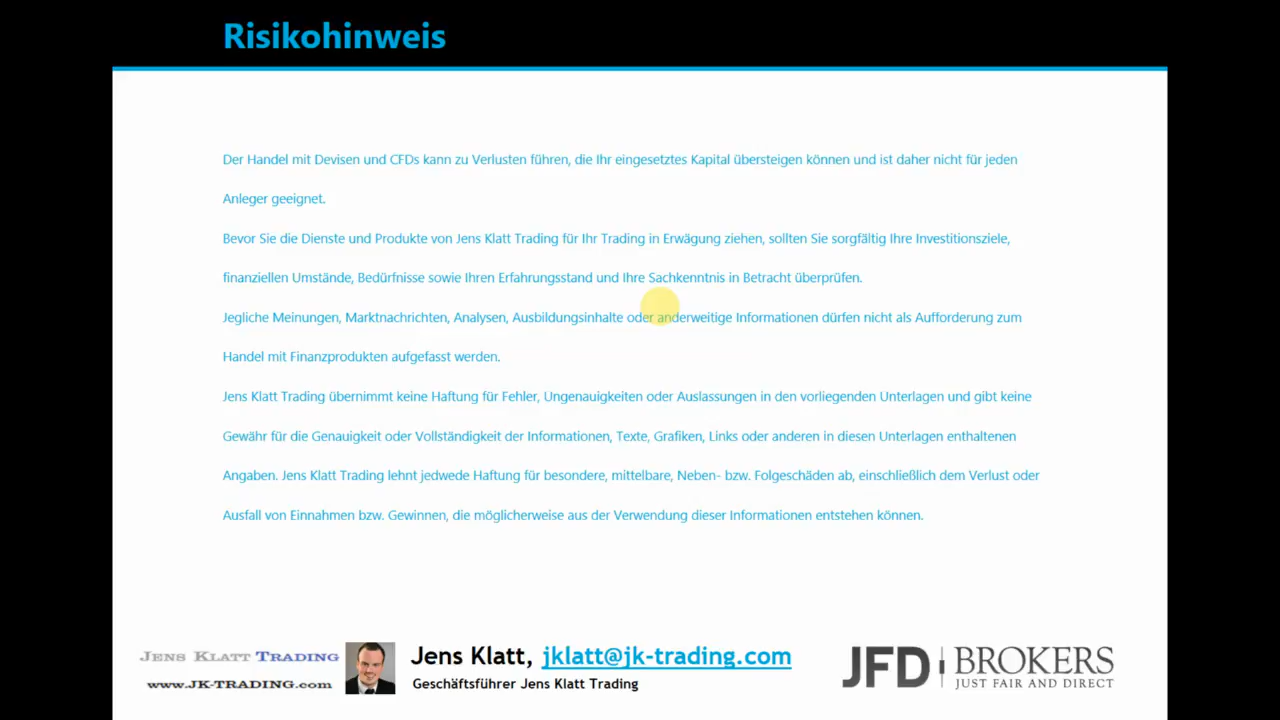 Risikohinweis
Der Handel mit Devisen und CFDs kann zu Verlusten führen, die Ihr eingesetztes Kapital übersteigen können und ist daher nicht für jeden
Anleger geeignet.
Bevor Sie die Dienste und Produkte von Jens Klatt Trading für Ihr Trading in Erwägung ziehen, sollten Sie sorgfältig Ihre Investitionsziele,
finanziellen Umstände, Bedürfnisse sowie Ihren Erfahrungsstand und Ihre Sachkenntnis in Betracht überprüfen.
Jegliche Meinungen, Marktnachrichten, Analysen, Ausbildungsinhalte oder anderweitige Informationen dürfen nicht als Aufforderung zum
Handel mit Finanzprodukten aufgefasst werden.
Jens Klatt Trading übernimmt keine Haftung für Fehler, Ungenauigkeiten oder Auslassungen in den vorliegenden Unterlagen und gibt keine
Gewähr für die Genauigkeit oder Vollständigkeit der Informationen, Texte, Grafiken, Links oder anderen in diesen Unterlagen enthaltenen
Angaben. Jens Klatt Trading lehnt jedwede Haftung für besondere, mittelbare, Neben- bzw. Folgeschäden ab, einschließlich dem Verlust oder
Ausfall von Einnahmen bzw. Gewinnen, die möglicherweise aus der Verwendung dieser Informationen entstehen können.
JENS KLATT TRADING
www.JK-TRADING.com
Jens Klatt, jklatt@jk-trading.com
Geschäftsführer Jens Klatt Trading
JFD BROKERS
JUST FAIR AND DIRECT